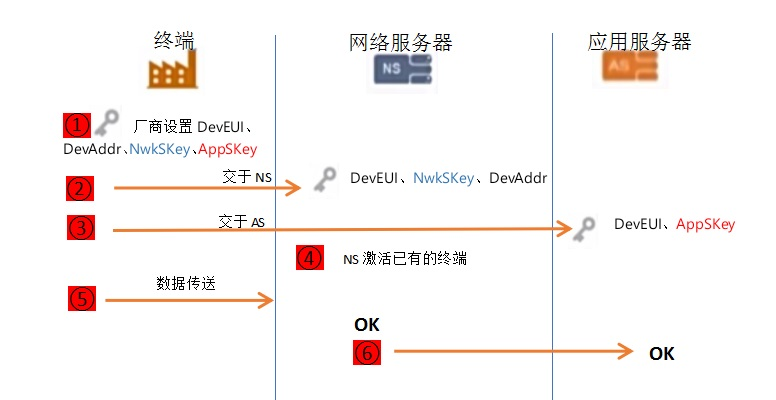 终端
网络服务器
应用服务器
NS
AS
① 厂商设置 DevEUI、
DevAddr、NwkSKey、AppSKey
② 交于 NS
DevEUI、NwkSKey、DevAddr
③ 交于 AS
DevEUI、AppSKey
④ NS 激活已有的终端
⑤ 数据传送
OK
⑥
OK